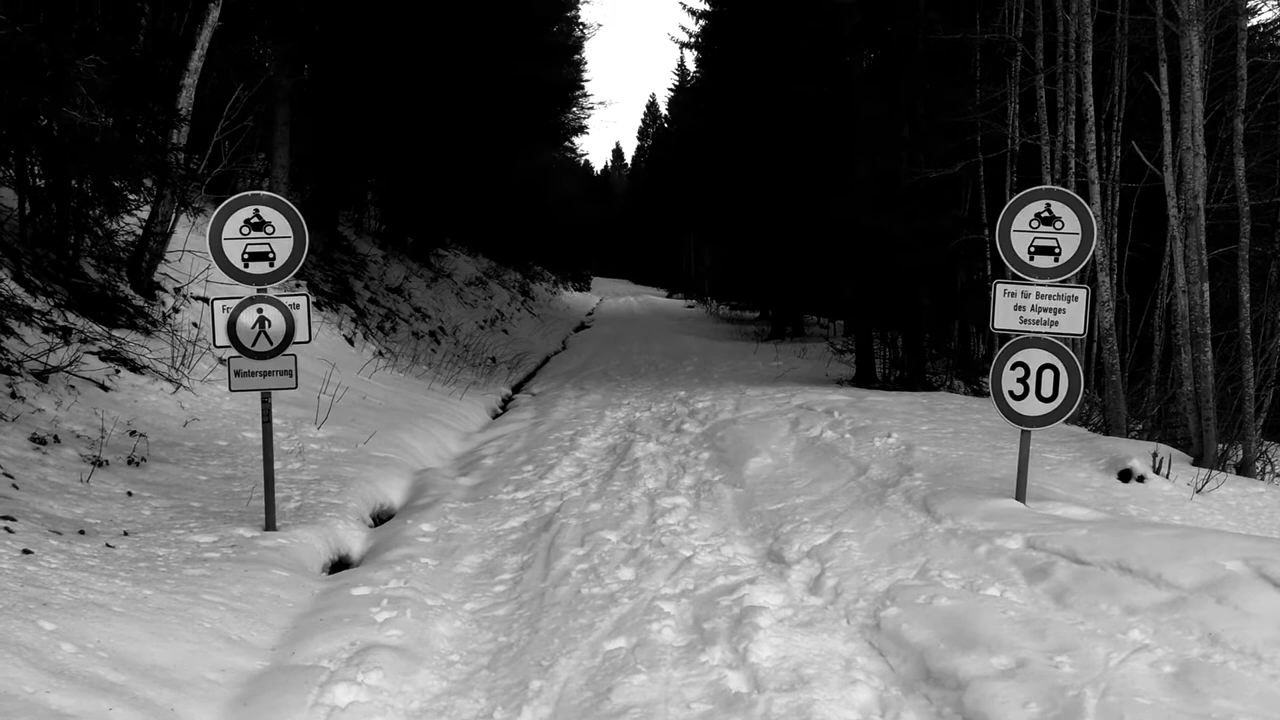 Wintersperrung
Frei für Berechtigte
des Alpweges
Sesselalpe
30